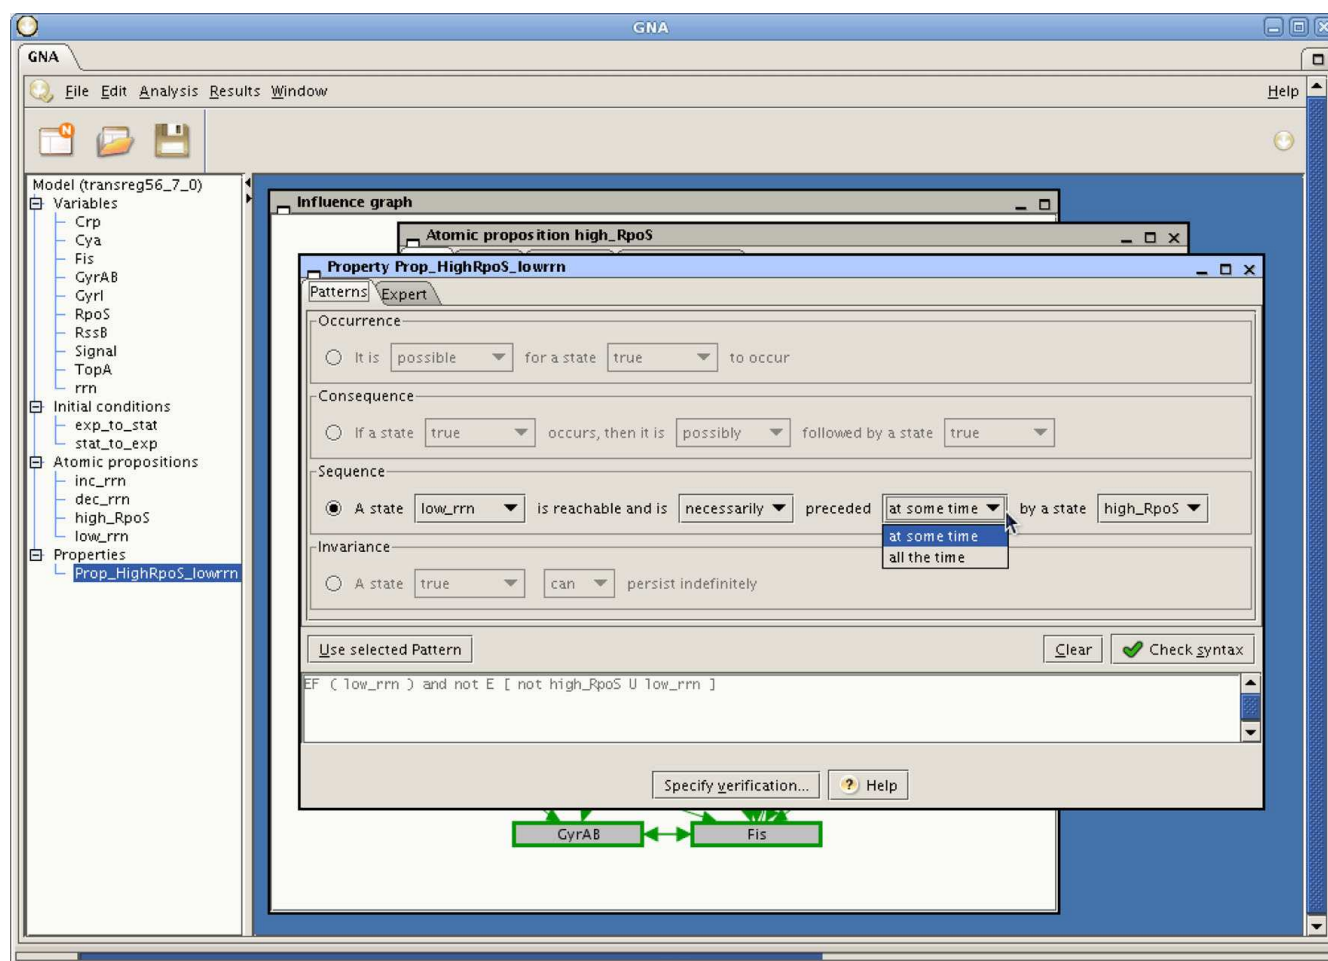 GNA
GNA
File Edit Analysis Results Window Help
N
Model (transreg56_7_0)
Variables
Crp
Cya
Fis
GyrAB
GyrI
RpoS
RssB
Signal
TopA
rrn
Initial conditions
exp_to_stat
stat_to_exp
Atomic propositions
inc_rrn
dec_rrn
high_RpoS
low_rrn
Properties
Prop_HighRpoS_lowrrn
Influence graph
Atomic proposition high_RpoS
Property Prop_HighRpoS_lowrrn
Patterns Expert
Occurrence
It is possible for a state true to occur
Consequence
If a state true occurs, then it is possibly followed by a state true
Sequence
A state low_rrn is reachable and is necessarily preceded at some time by a state high_RpoS
at some time
all the time
Invariance
A state true can persist indefinitely
Use selected Pattern Clear Check syntax
EF ( low_rrn ) and not E [ not high_RpoS U low_rrn ]
Specify verification... ? Help
GyrAB Fis